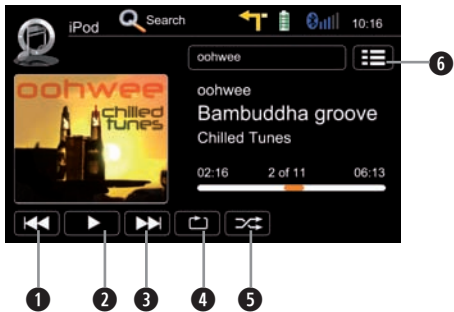 iPod Search 10:16
oohwee
oohwee
chilled
tunes
oohwee
Bambuddha groove
Chilled Tunes
02:16 2 of 11 06:13
6
1 2 3 4 5